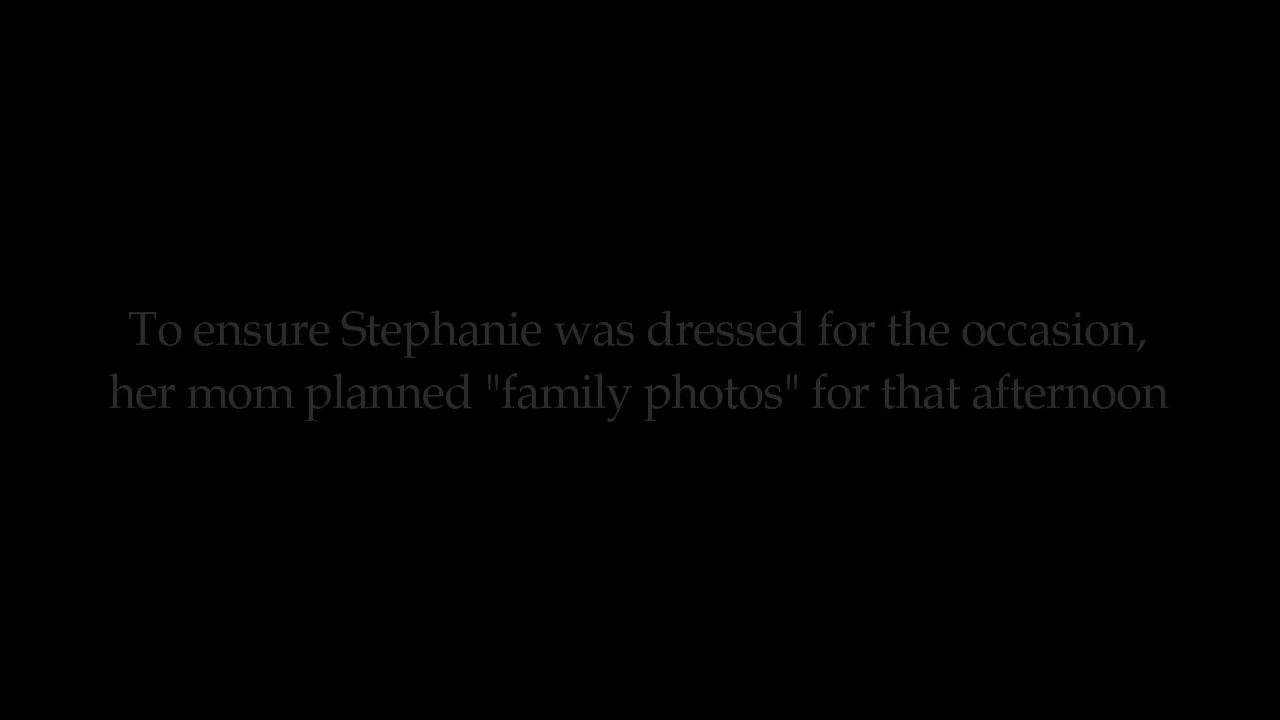 To ensure Stephanie was dressed for the occasion,
her mom planned "family photos" for that afternoon